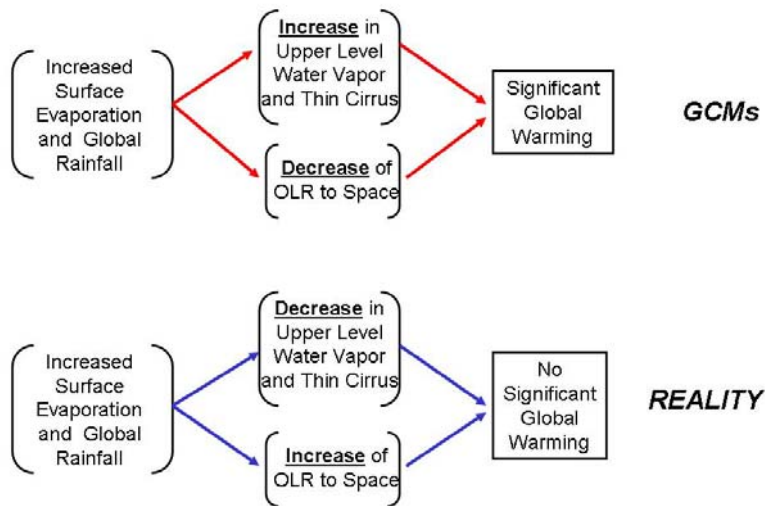 Increased
Surface
Evaporation
and Global
Rainfall
Increase in
Upper Level
Water Vapor
and Thin Cirrus
Decrease of
OLR to Space
Significant
Global
Warming
GCMs
Increased
Surface
Evaporation
and Global
Rainfall
Decrease in
Upper Level
Water Vapor
and Thin Cirrus
Increase of
OLR to Space
No
Significant
Global
Warming
REALITY